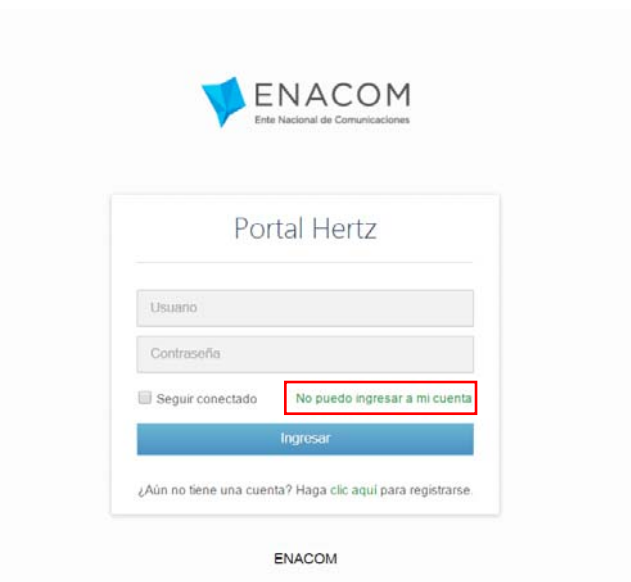 ENACOM
Ente Nacional de Comunicaciones
Portal Hertz
Usuario
Contraseña
Seguir conectado No puedo ingresar a mi cuenta
Ingresar
¿Aún no tiene una cuenta? Haga clic aquí para registrarse.
ENACOM